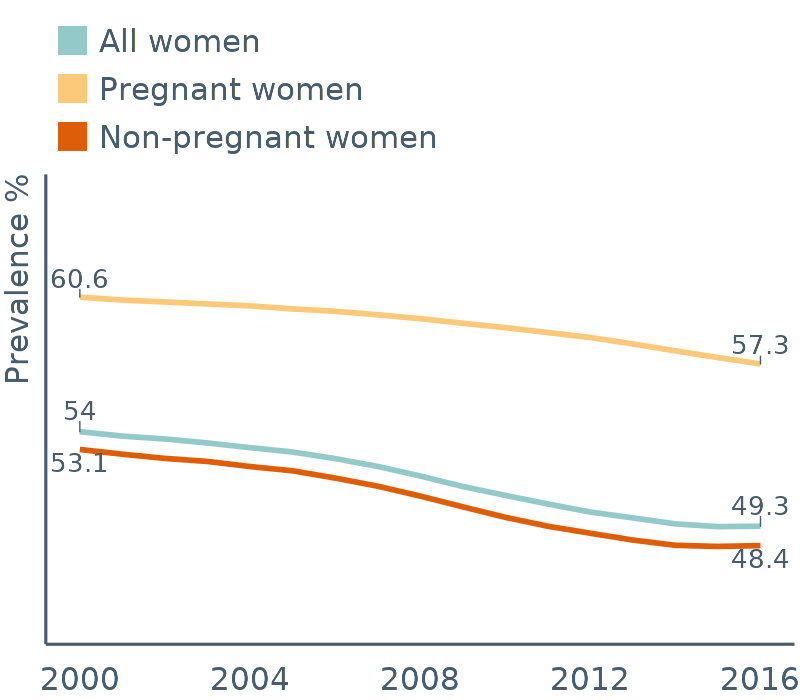 All women
Pregnant women
Non-pregnant women
Prevalence %
60.6
57.3
54
53.1
49.3
48.4
2000 2004 2008 2012 2016